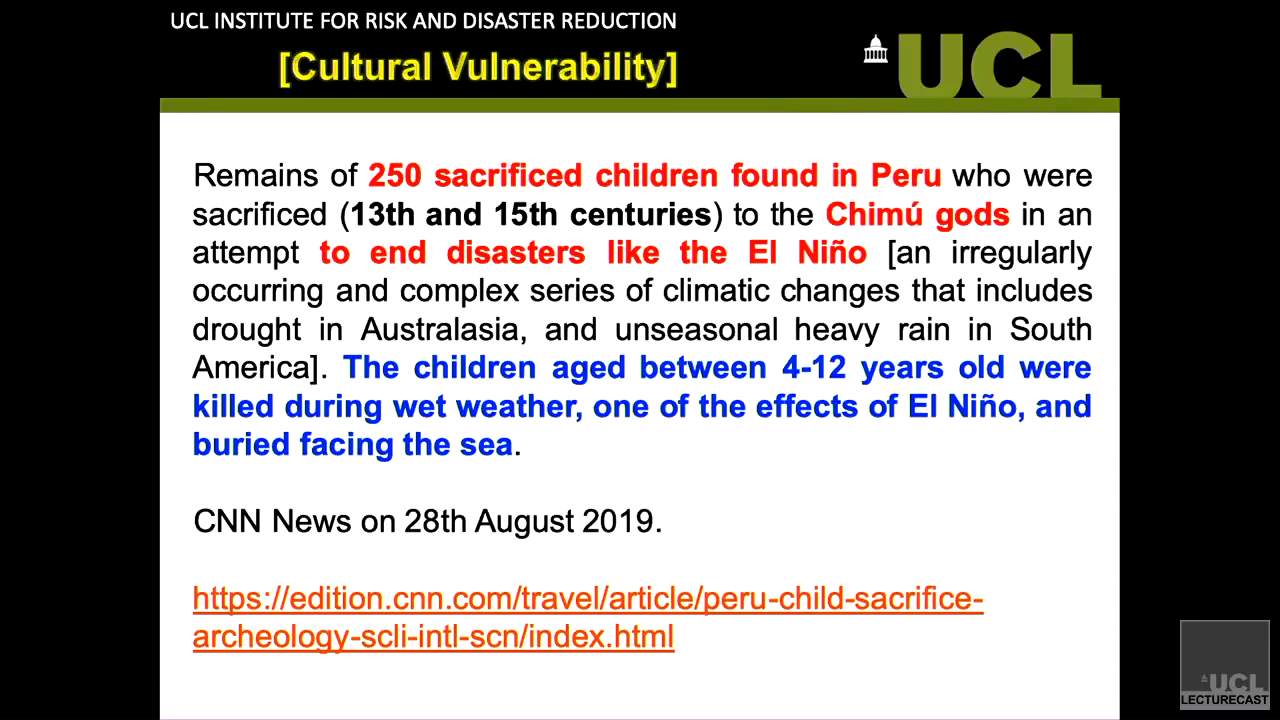 UCL INSTITUTE FOR RISK AND DISASTER REDUCTION
[Cultural Vulnerability]
UCL
Remains of 250 sacrificed children found in Peru who were
sacrificed (13th and 15th centuries) to the Chimú gods in an
attempt to end disasters like the El Niño [an irregularly
occurring and complex series of climatic changes that includes
drought in Australasia, and unseasonal heavy rain in South
America]. The children aged between 4-12 years old were
killed during wet weather, one of the effects of El Niño, and
buried facing the sea.
CNN News on 28th August 2019.
https://edition.cnn.com/travel/article/peru-child-sacrifice-
archeology-scli-intl-scn/index.html
UCL
LECTURECAST